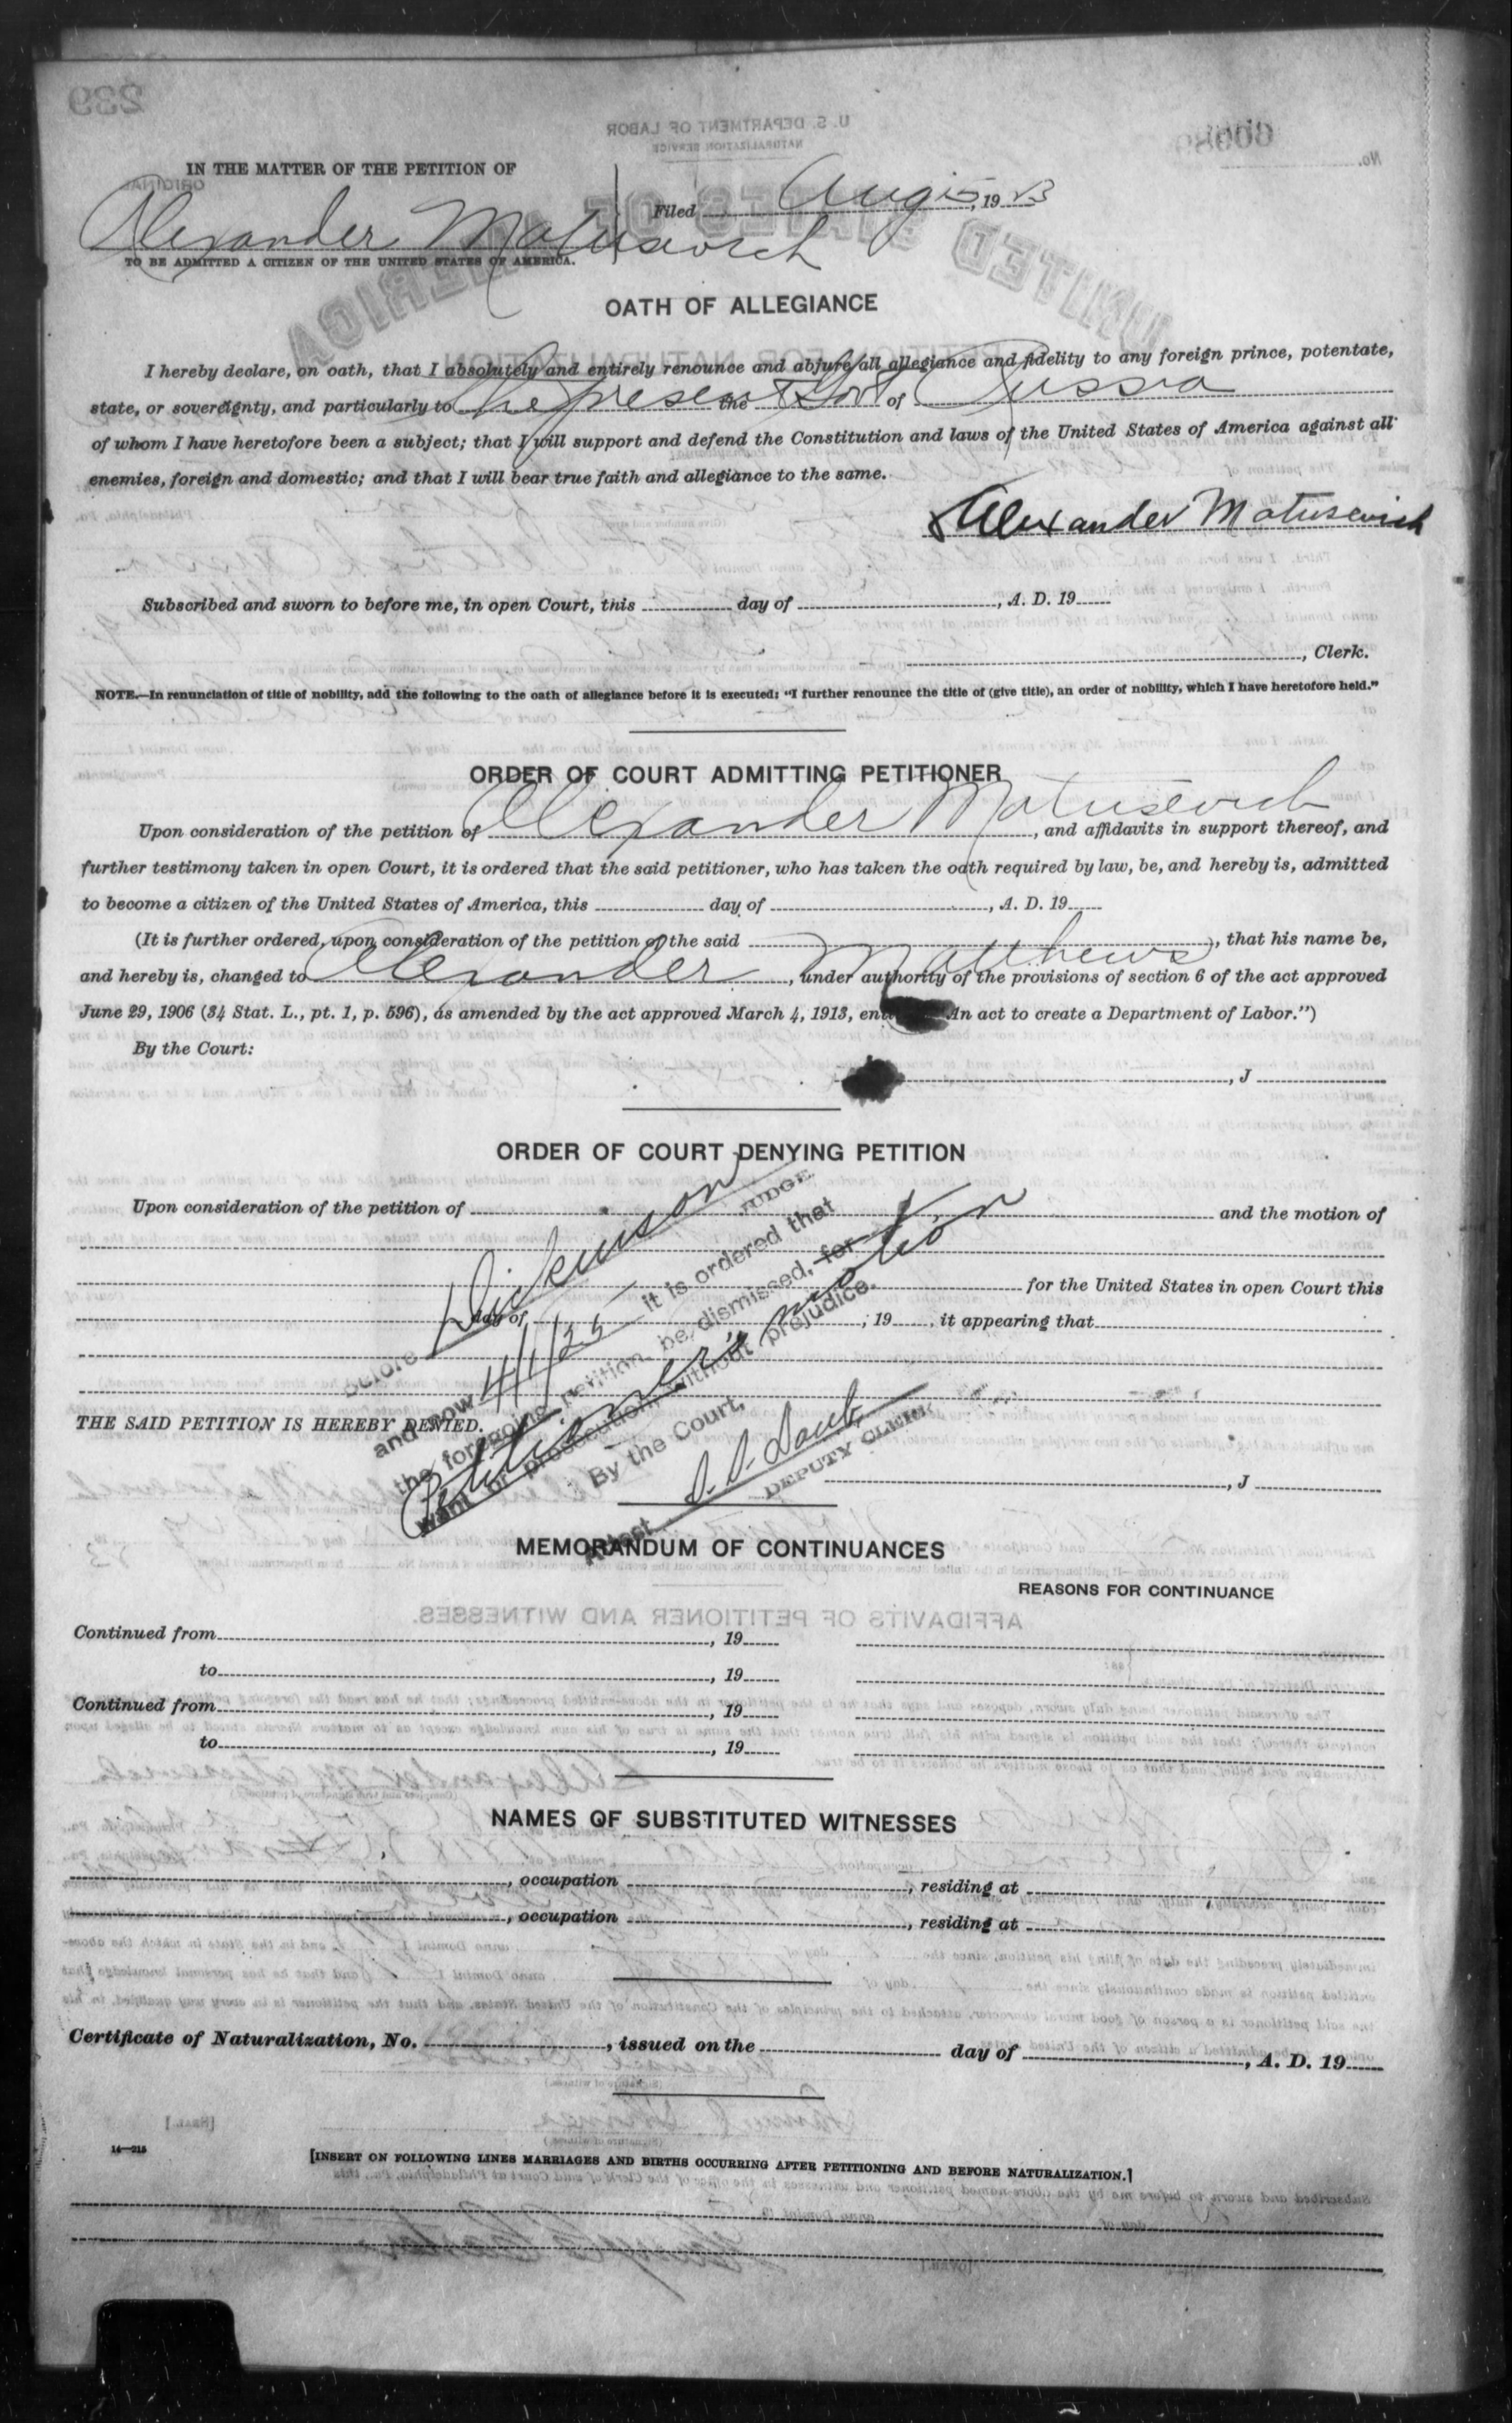 239
U. S. DEPARTMENT OF LABOR
NATURALIZATION SERVICE
No.
IN THE MATTER OF THE PETITION OF
ORIGINAL
UNITED STATES OF AMERICA
Alexander Matusevich
Filed Aug 15, 1923
TO BE ADMITTED A CITIZEN OF THE UNITED STATES OF AMERICA.
OATH OF ALLEGIANCE
PETITION FOR NATURALIZATION
I hereby declare, on oath, that I absolutely and entirely renounce and abjure all allegiance and fidelity to any foreign prince, potentate,
state, or sovereignty, and particularly to the present the Govt of Russia
of whom I have heretofore been a subject; that I will support and defend the Constitution and laws of the United States of America against all
enemies, foreign and domestic; and that I will bear true faith and allegiance to the same.
Alexander Matusevich
Subscribed and sworn to before me, in open Court, this day of , A. D. 19
, Clerk.
NOTE.—In renunciation of title of nobility, add the following to the oath of allegiance before it is executed: "I further renounce the title of (give title), an order of nobility, which I have heretofore held."
ORDER OF COURT ADMITTING PETITIONER
Upon consideration of the petition of Alexander Matusevich, and affidavits in support thereof, and
further testimony taken in open Court, it is ordered that the said petitioner, who has taken the oath required by law, be, and hereby is, admitted
to become a citizen of the United States of America, this day of , A. D. 19
(It is further ordered, upon consideration of the petition of the said , that his name be,
and hereby is, changed to Alexander Matthews, under authority of the provisions of section 6 of the act approved
June 29, 1906 (34 Stat. L., pt. 1, p. 596), as amended by the act approved March 4, 1913, An act to create a Department of Labor.")
By the Court:
, J
ORDER OF COURT DENYING PETITION
Upon consideration of the petition of and the motion of
for the United States in open Court this
day of , 19 , it appearing that
THE SAID PETITION IS HEREBY DENIED.
, J
before Dickinson JUDGE
and now 4/1/25 it is ordered that
the foregoing petition be dismissed, for
want of prosecution, without prejudice.
Petitioner's motion
By the Court,
Attest
DEPUTY CLERK
MEMORANDUM OF CONTINUANCES
REASONS FOR CONTINUANCE
AFFIDAVITS OF PETITIONER AND WITNESSES.
Continued from , 19
to , 19
Continued from , 19
to , 19
NAMES OF SUBSTITUTED WITNESSES
, occupation , residing at
, occupation , residing at
Certificate of Naturalization, No. , issued on the day of , A. D. 19
14—215
[INSERT ON FOLLOWING LINES MARRIAGES AND BIRTHS OCCURRING AFTER PETITIONING AND BEFORE NATURALIZATION.]